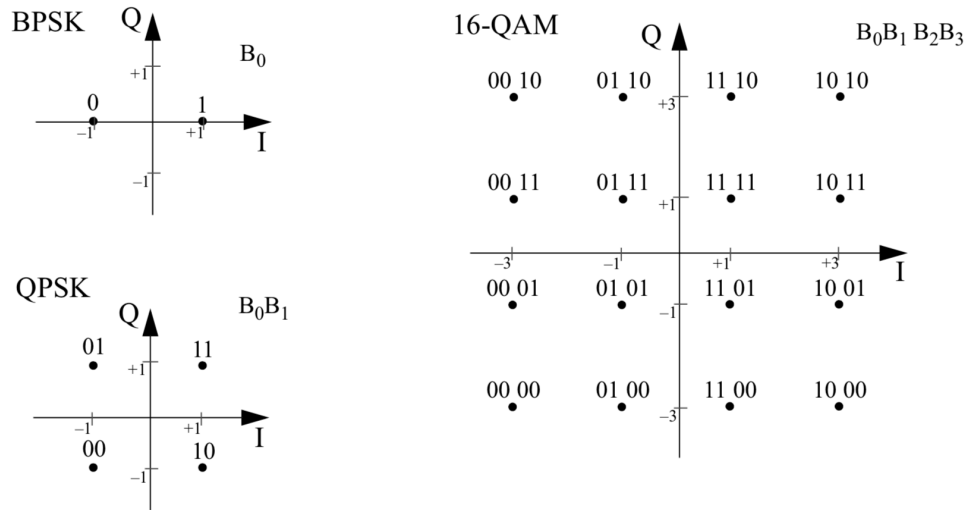 BPSK
Q
B₀
+1
0 1
–1 +1
I
–1
QPSK
B₀B₁
Q
01 11
+1
–1 +1
I
00 10
–1
16-QAM
Q
B₀B₁ B₂B₃
00 10 01 10 11 10 10 10
+3
00 11 01 11 11 11 10 11
+1
–3 –1 +1 +3
I
00 01 01 01 11 01 10 01
–1
00 00 01 00 11 00 10 00
–3